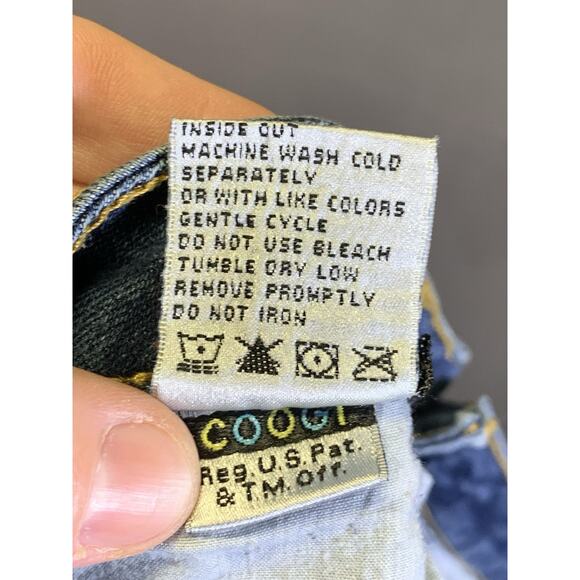 INSIDE OUT
MACHINE WASH COLD
SEPARATELY
OR WITH LIKE COLORS
GENTLE CYCLE
DO NOT USE BLEACH
TUMBLE DRY LOW
REMOVE PROMPTLY
DO NOT IRON
COOGI
Reg. U.S. Pat.
& T.M. Off.